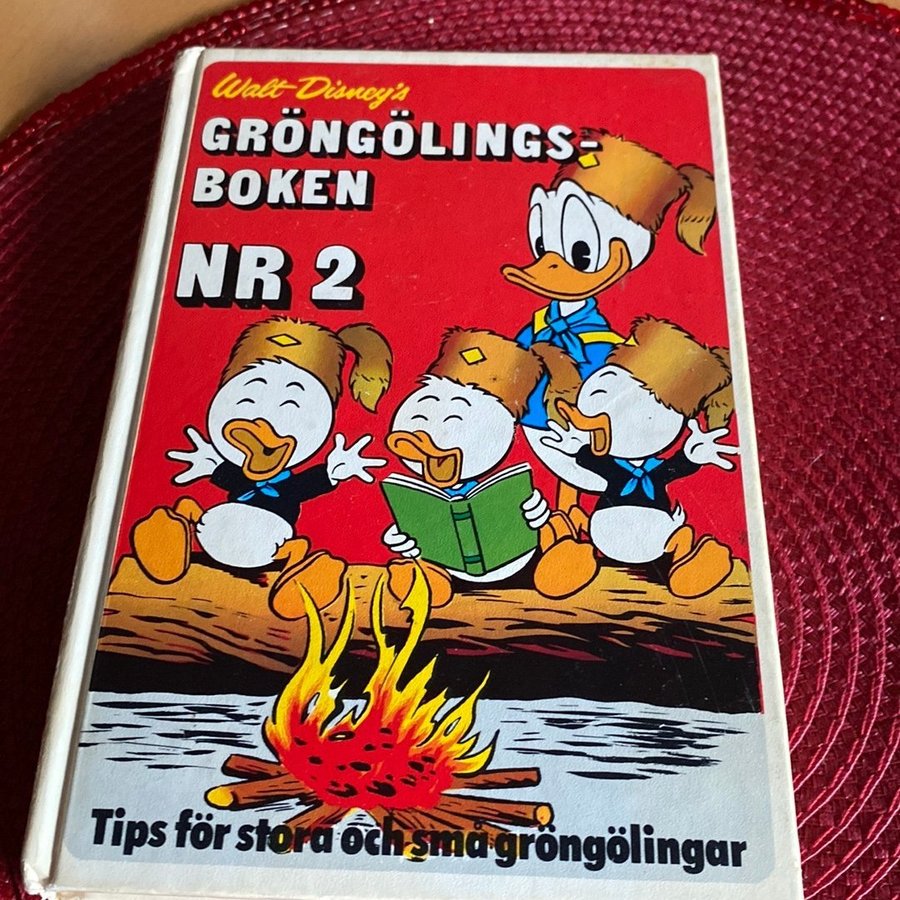 Walt Disney's
GRÖNGÖLINGS-
BOKEN
NR 2
Tips för stora och små gröngölingar